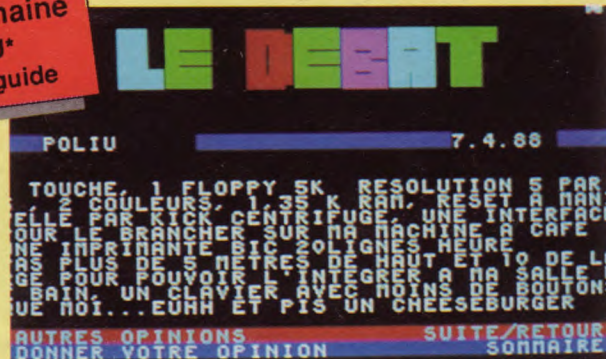 maine
g*
guide
LE DEBAT
POLIU 7.4.88
TOUCHE, 1 FLOPPY 5K RESOLUTION 5 PAR
, 2 COULEURS, 1,35 K RAM, RESET A MAN
ELLE PAR KICK CENTRIFUGE, UNE INTERFAC
OUR LE BRANCHER SUR MA MACHINE A CAFE
NE IMPRIMANTE BIC 20LIGNES HEURE
AS PLUS DE 5 METRES DE HAUT ET 10 DE L
GE POUR POUVOIR L'INTEGRER A MA SALLE
BAIN, UN CLAVIER AVEC MOINS DE BOUTON
UE MOI...EUHH ET PIS UN CHEESEBURGER
AUTRES OPINIONS SUITE/RETOUR
DONNER VOTRE OPINION SOMMAIRE